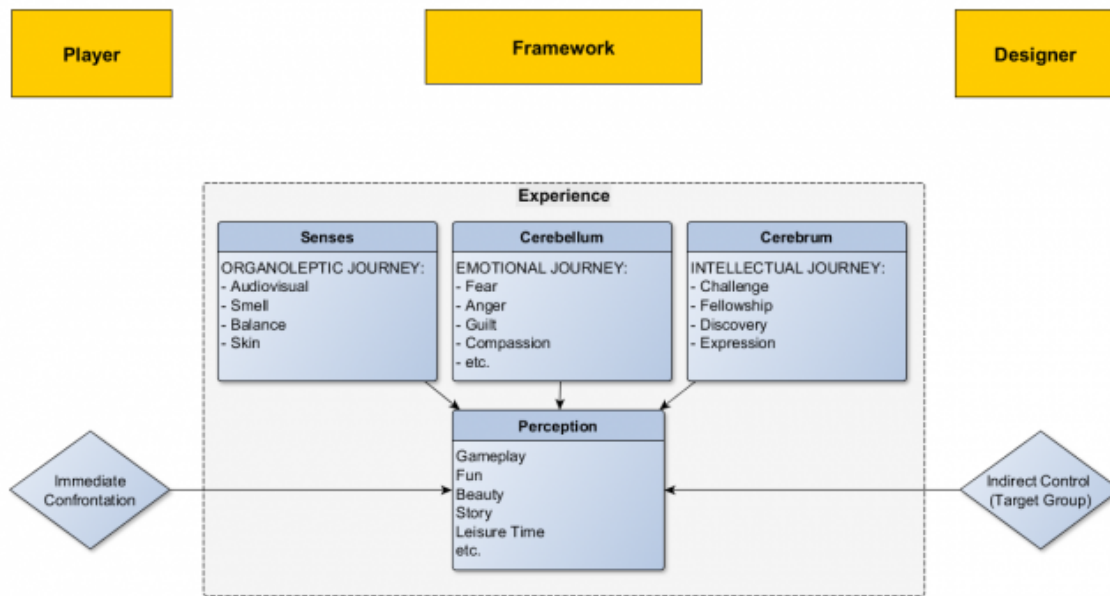 Player
Framework
Designer
Experience
Senses
ORGANOLEPTIC JOURNEY:
- Audiovisual
- Smell
- Balance
- Skin
Cerebellum
EMOTIONAL JOURNEY:
- Fear
- Anger
- Guilt
- Compassion
- etc.
Cerebrum
INTELLECTUAL JOURNEY:
- Challenge
- Fellowship
- Discovery
- Expression
Perception
Gameplay
Fun
Beauty
Story
Leisure Time
etc.
Immediate
Confrontation
Indirect Control
(Target Group)